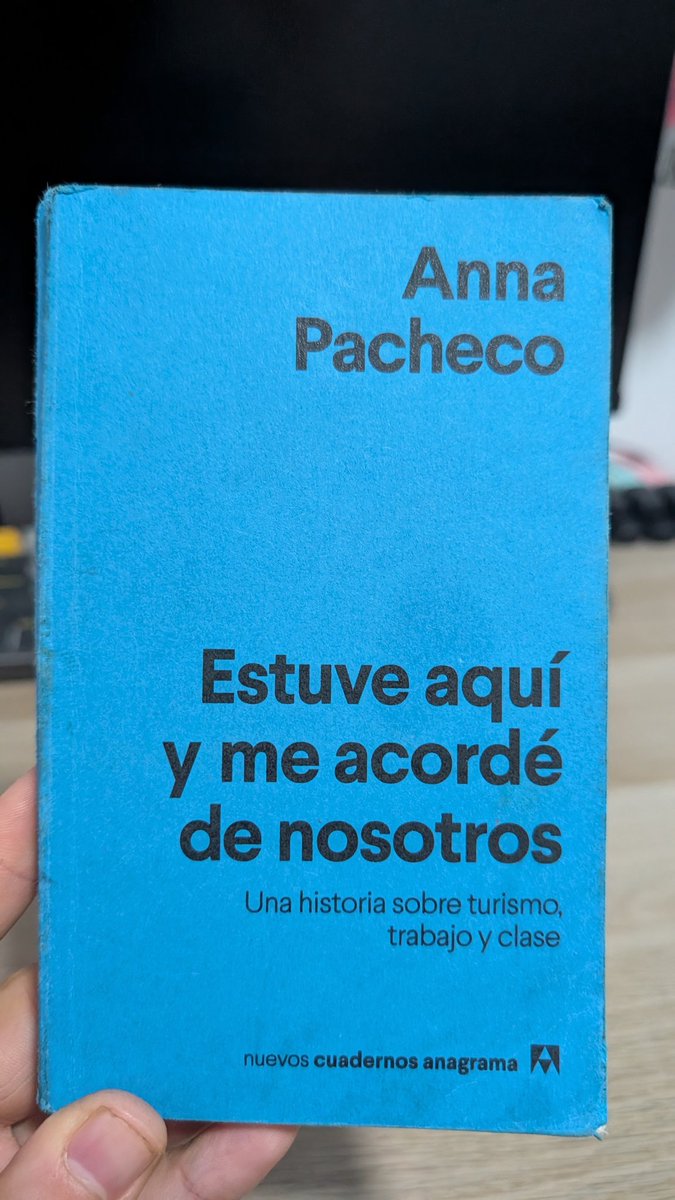 Anna
Pacheco
Estuve aquí
y me acordé
de nosotros
Una historia sobre turismo,
trabajo y clase
nuevos cuadernos anagrama